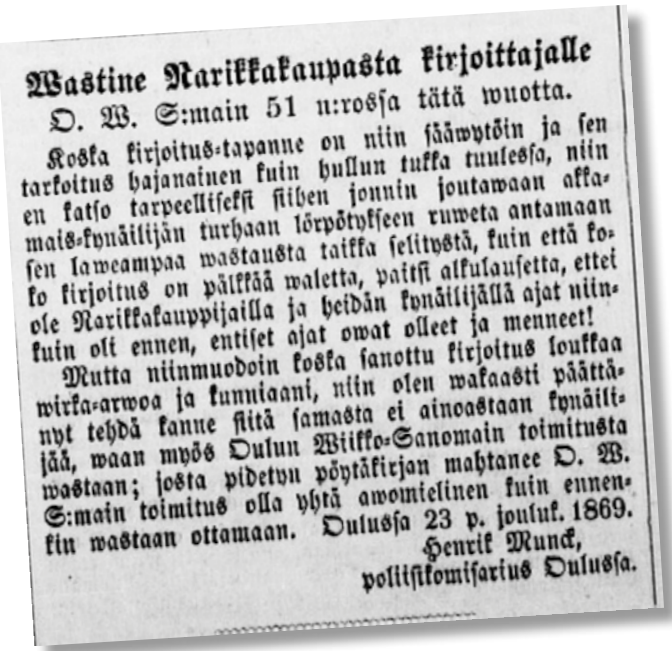 Wastine Narikkakaupasta kirjoittajalle
O. W. S:main 51 n:rossa tätä wuotta.
Koska kirjoitus-tapanne on niin sääwytöin ja sen
tarkoitus hajanainen kuin hullun tukka tuulessa, niin
en katso tarpeelliseksi siihen jonnin joutawaan akka-
mais-kynäilijän turhaan lörpötykseen ruweta antamaan
sen laweampaa wastausta taikka selitystä, kuin että ko-
ko kirjoitus on pälkkää waletta, paitsi alkulausetta, ettei
ole Narikkakauppijailla ja heidän kynäilijällä ajat niin-
kuin oli ennen, entiset ajat owat olleet ja menneet!
Mutta niinmuodoin koska sanottu kirjoitus loukkaa
wirka-arwoa ja kunniaani, niin olen wakaasti päättä-
nyt tehdä kanne siitä samasta ei ainoastaan kynäili-
jää, waan myös Oulun Wiikko-Sanomain toimitusta
wastaan; josta pidetyn pöytäkirjan mahtanee O. W.
S:main toimitus olla yhtä awomielinen kuin ennen-
kin wastaan ottamaan. Oulussa 23 p. jouluk. 1869.
Henrik Munck,
poliisikomisarius Oulussa.